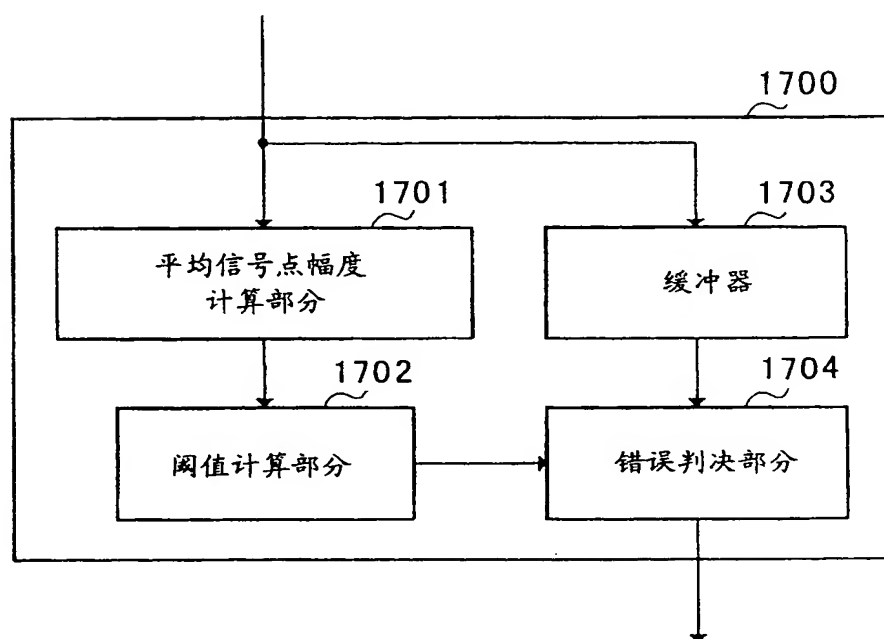 1700
1701
平均信号点幅度
计算部分
1703
缓冲器
1702
阈值计算部分
1704
错误判决部分